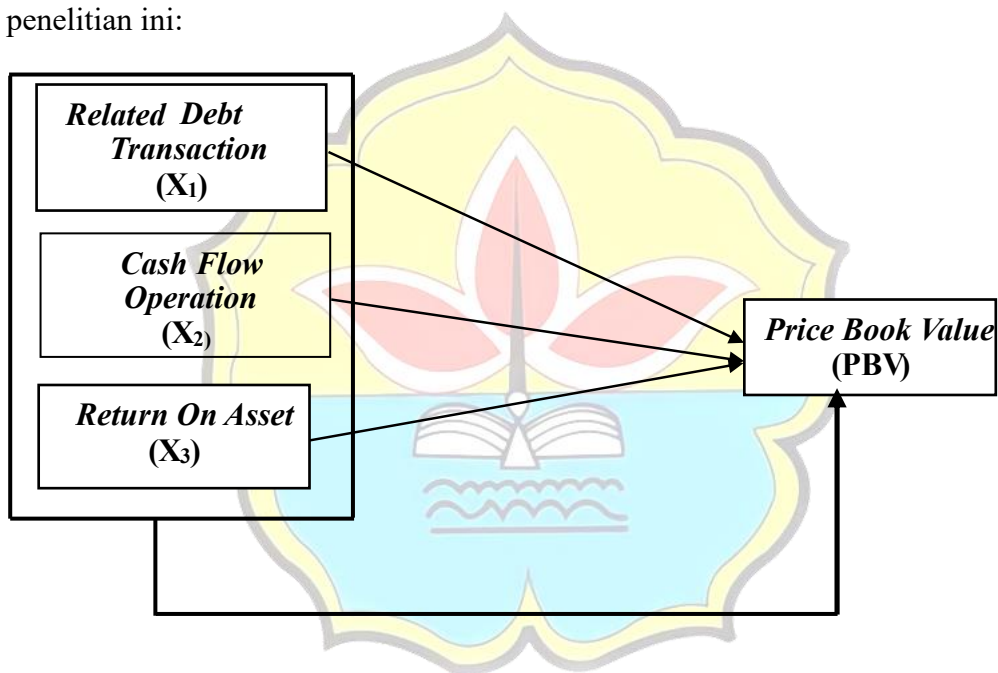 penelitian ini:
Related Debt
Transaction
(X₁)
Cash Flow
Operation
(X₂₎
Return On Asset
(X₃)
Price Book Value
(PBV)